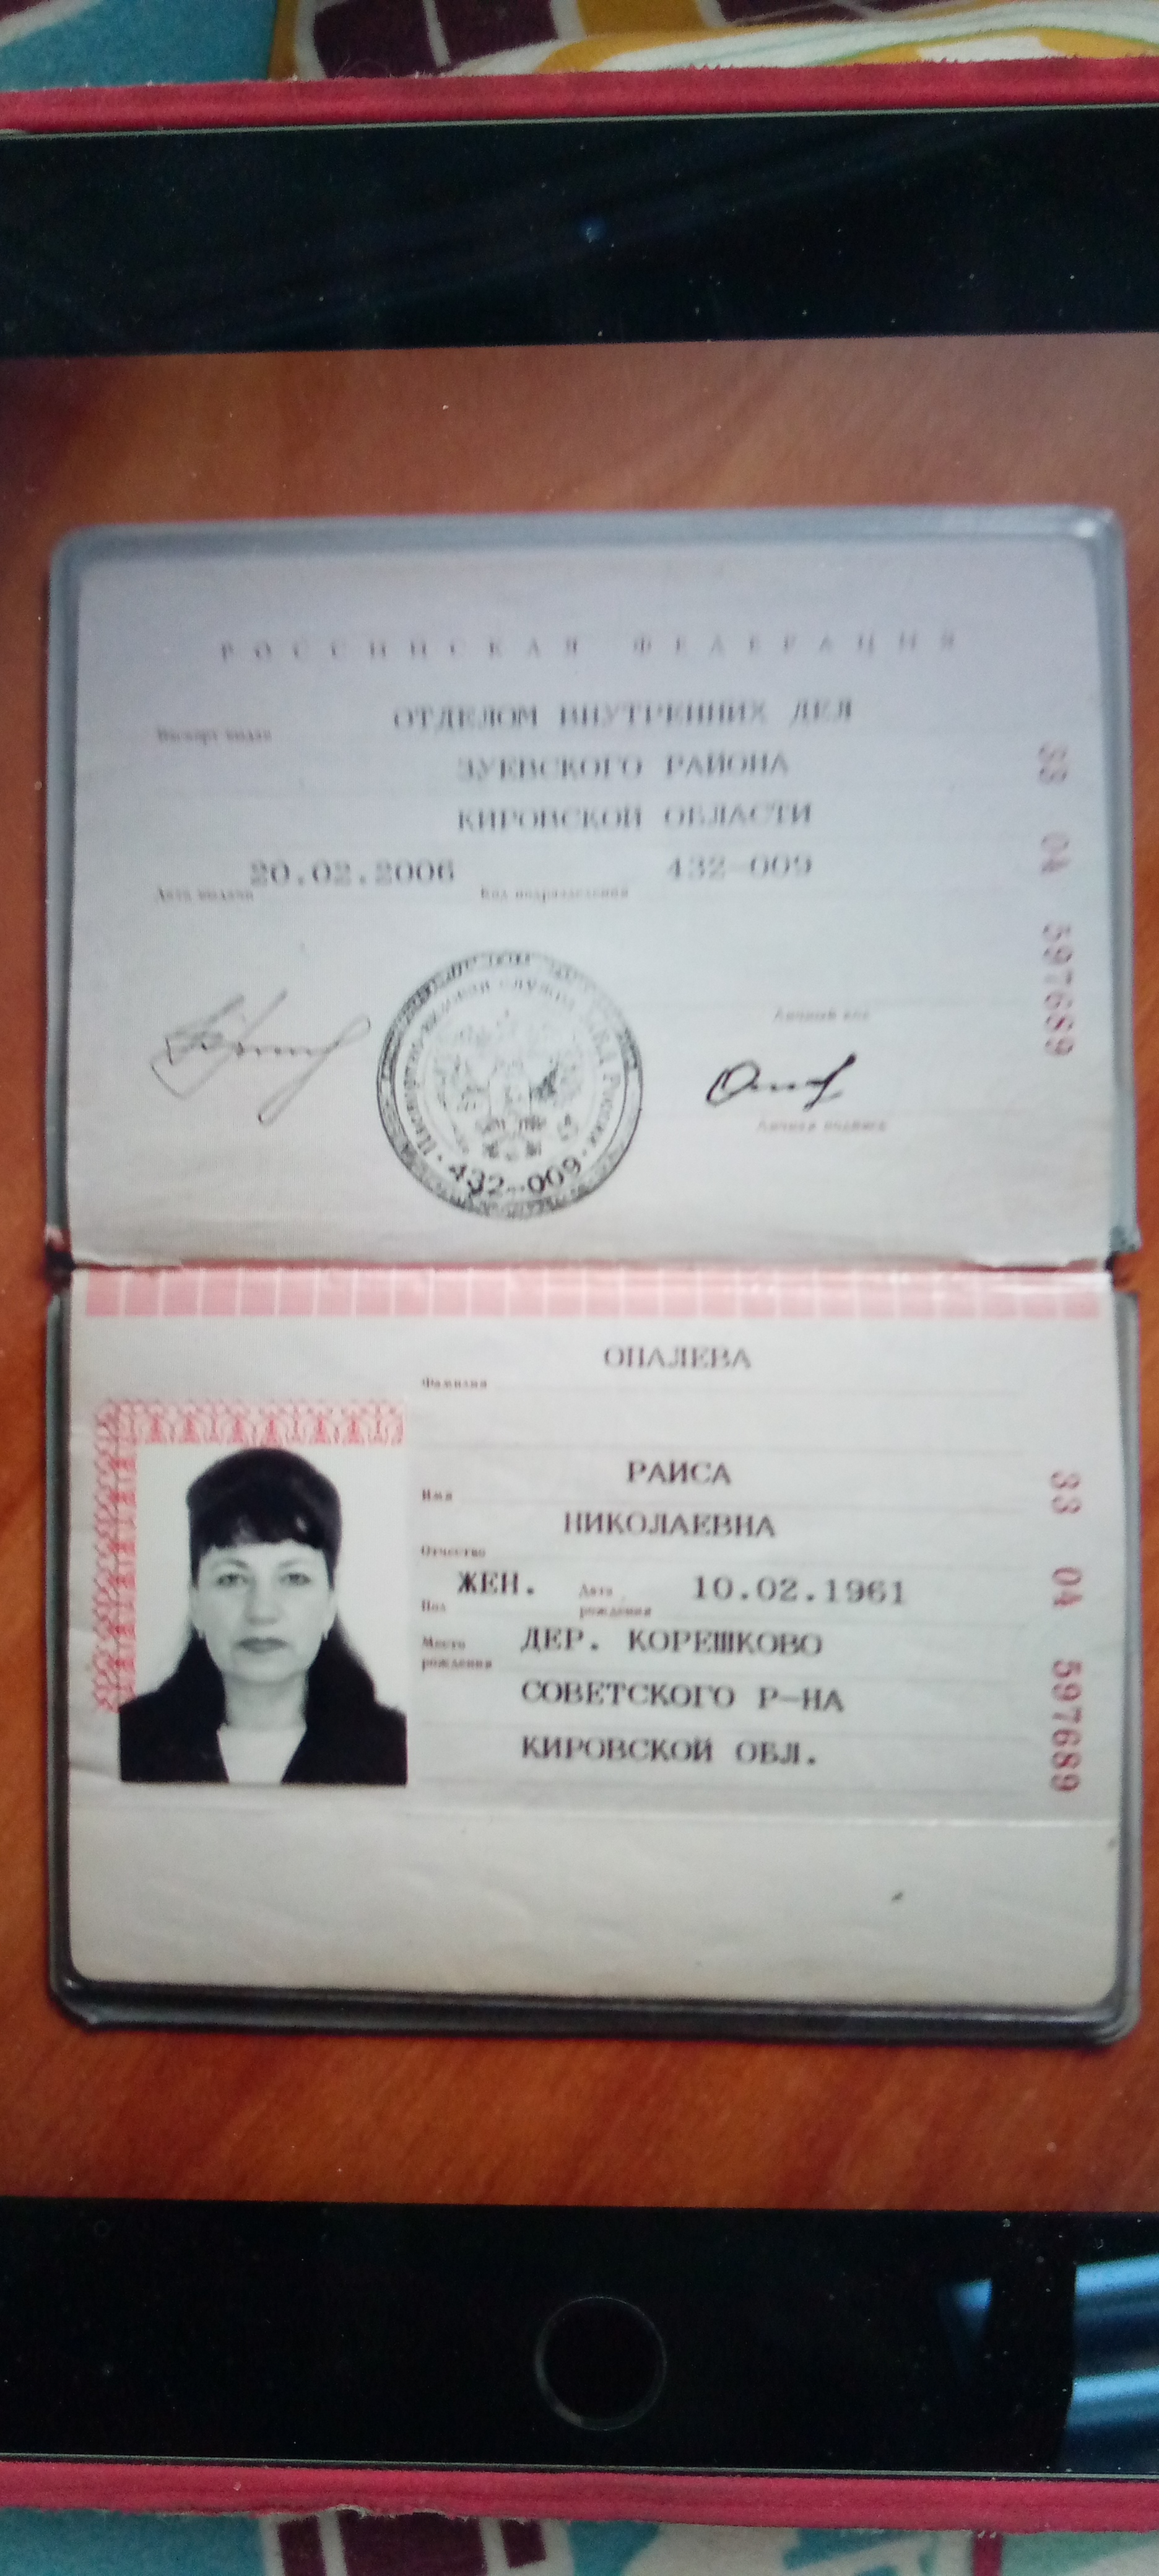 РОССИЙСКАЯ ФЕДЕРАЦИЯ
Паспорт выдан ОТДЕЛОМ ВНУТРЕННИХ ДЕЛ
ЗУЕВСКОГО РАЙОНА
КИРОВСКОЙ ОБЛАСТИ
Дата выдачи 20.02.2006 Код подразделения 432-009
Личный код
Личная подпись
432-009
33 04 597689
Фамилия ОПАЛЕВА
Имя РАИСА
Отчество НИКОЛАЕВНА
Пол ЖЕН. Дата рождения 10.02.1961
Место рождения ДЕР. КОРЕШКОВО
СОВЕТСКОГО Р-НА
КИРОВСКОЙ ОБЛ.
33 04 597689